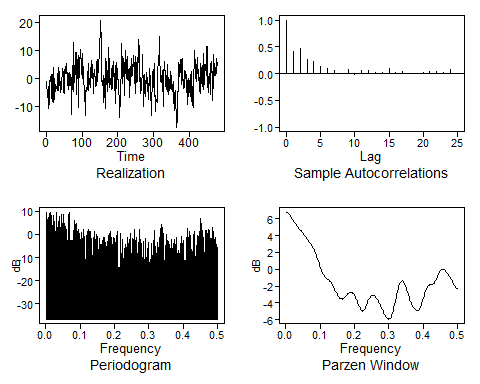 20
10
0
-10
0 100 200 300 400
Time
Realization
1.0
0.5
0.0
-0.5
-1.0
0 5 10 15 20 25
Lag
Sample Autocorrelations
10
0
-10
-20
-30
dB
0.0 0.1 0.2 0.3 0.4 0.5
Frequency
Periodogram
6
4
2
0
-2
-4
-6
dB
0.0 0.1 0.2 0.3 0.4 0.5
Frequency
Parzen Window